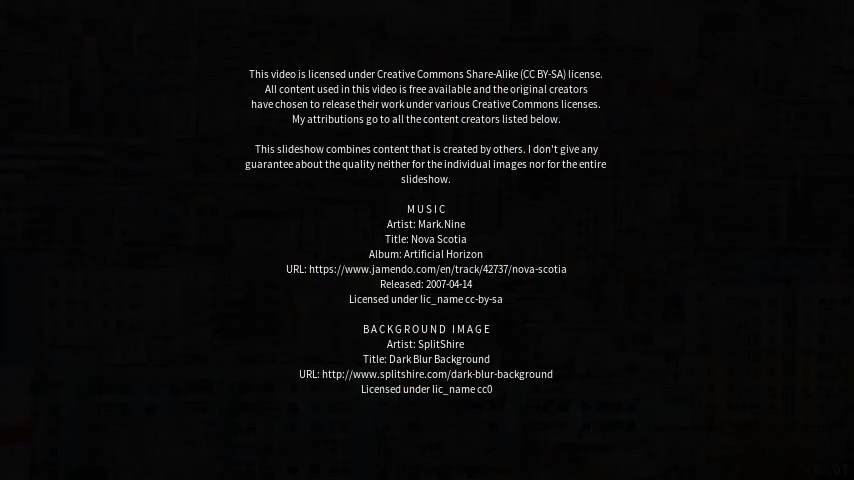 This video is licensed under Creative Commons Share-Alike (CC BY-SA) license.
All content used in this video is free available and the original creators
have chosen to release their work under various Creative Commons licenses.
My attributions go to all the content creators listed below.
This slideshow combines content that is created by others. I don't give any
guarantee about the quality neither for the individual images nor for the entire
slideshow.
MUSIC
Artist: Mark.Nine
Title: Nova Scotia
Album: Artificial Horizon
URL: https://www.jamendo.com/en/track/42737/nova-scotia
Released: 2007-04-14
Licensed under lic_name cc-by-sa
BACKGROUND IMAGE
Artist: SplitShire
Title: Dark Blur Background
URL: http://www.splitshire.com/dark-blur-background
Licensed under lic_name cc0